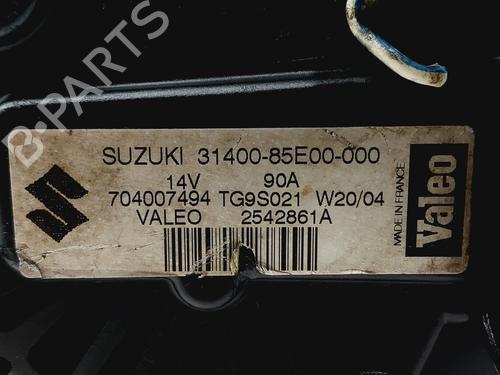 B-PARTS
SUZUKI 31400-85E00-000
14V 90A
704007494 TG9S021 W20/04
VALEO 2542861A
MADE IN FRANCE
Valeo